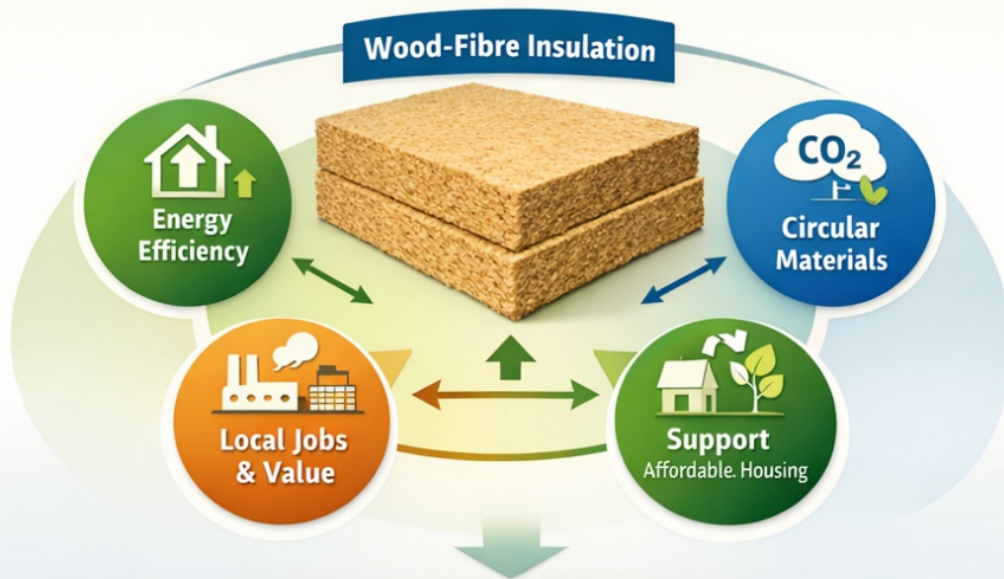 Wood-Fibre Insulation
Energy
Efficiency
CO₂
Circular
Materials
Local Jobs
& Value
Support
Affordable. Housing